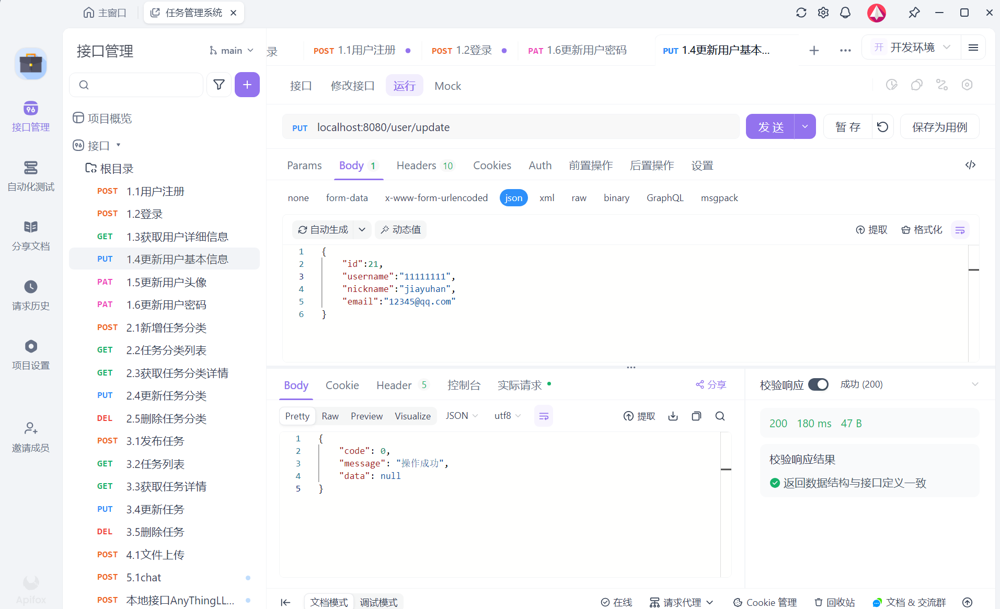 主窗口
任务管理系统
接口管理
自动化测试
分享文档
请求历史
项目设置
邀请成员
Apifox
接口管理
main
项目概览
接口
根目录
POST 1.1用户注册
POST 1.2登录
GET 1.3获取用户详细信息
PUT 1.4更新用户基本信息
PAT 1.5更新用户头像
PAT 1.6更新用户密码
POST 2.1新增任务分类
GET 2.2任务分类列表
GET 2.3获取任务分类详情
PUT 2.4更新任务分类
DEL 2.5删除任务分类
POST 3.1发布任务
GET 3.2任务列表
GET 3.3获取任务详情
PUT 3.4更新任务
DEL 3.5删除任务
POST 4.1文件上传
POST 5.1chat
POST 本地接口AnyThingLL...
录 POST 1.1用户注册 POST 1.2登录 PAT 1.6更新用户密码 PUT 1.4更新用户基本... 开 开发环境
接口 修改接口 运行 Mock
PUT localhost:8080/user/update 发 送 暂 存 保存为用例
Params Body 1 Headers 10 Cookies Auth 前置操作 后置操作 设置
none form-data x-www-form-urlencoded json xml raw binary GraphQL msgpack
自动生成 动态值 提取 格式化
1 {
2 "id":21,
3 "username":"11111111",
4 "nickname":"jiayuhan",
5 "email":"12345@qq.com"
6 }
Body Cookie Header 5 控制台 实际请求 分享
Pretty Raw Preview Visualize JSON utf8 提取
1 {
2 "code": 0,
3 "message": "操作成功",
4 "data": null
5 }
校验响应 成功 (200)
200 180 ms 47 B
校验响应结果
返回数据结构与接口定义一致
文档模式 调试模式 在线 请求代理 Cookie 管理 回收站 文档 & 交流群